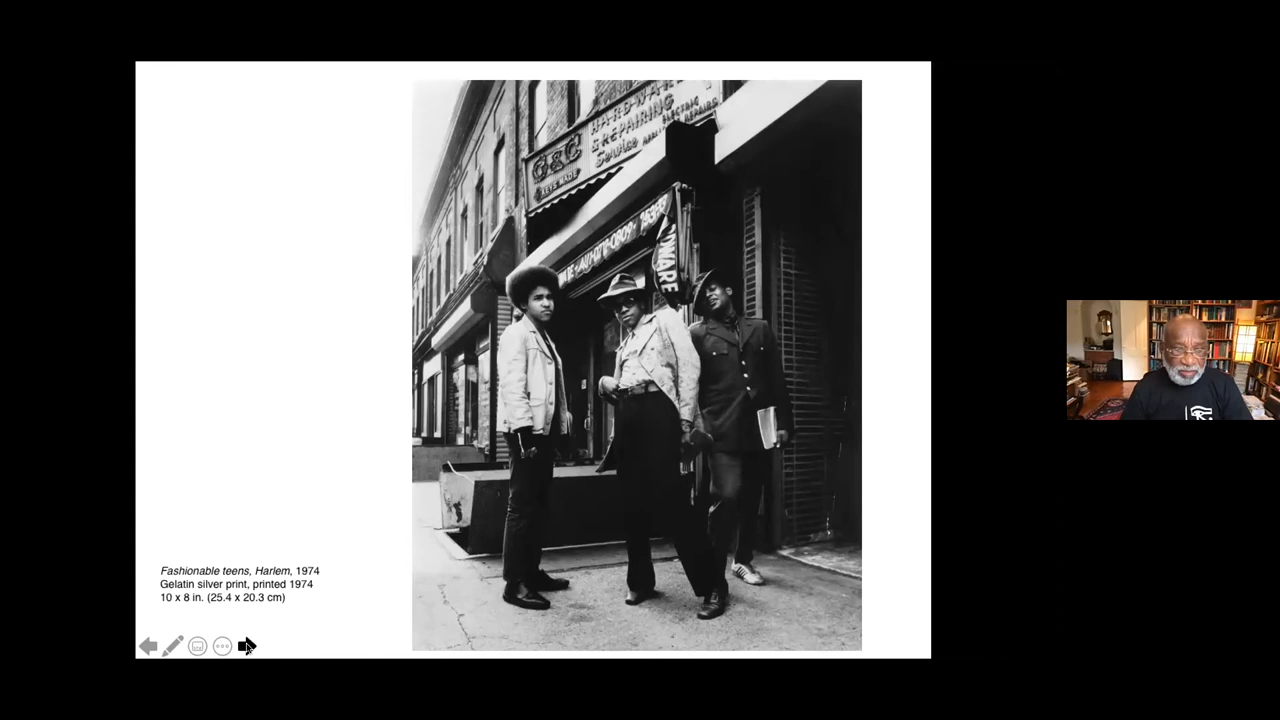 HARDWARE
& REPAIRING
ELECTRIC
Service
REPAIRS
G&C
KEYS MADE
Fashionable teens, Harlem, 1974
Gelatin silver print, printed 1974
10 x 8 in. (25.4 x 20.3 cm)